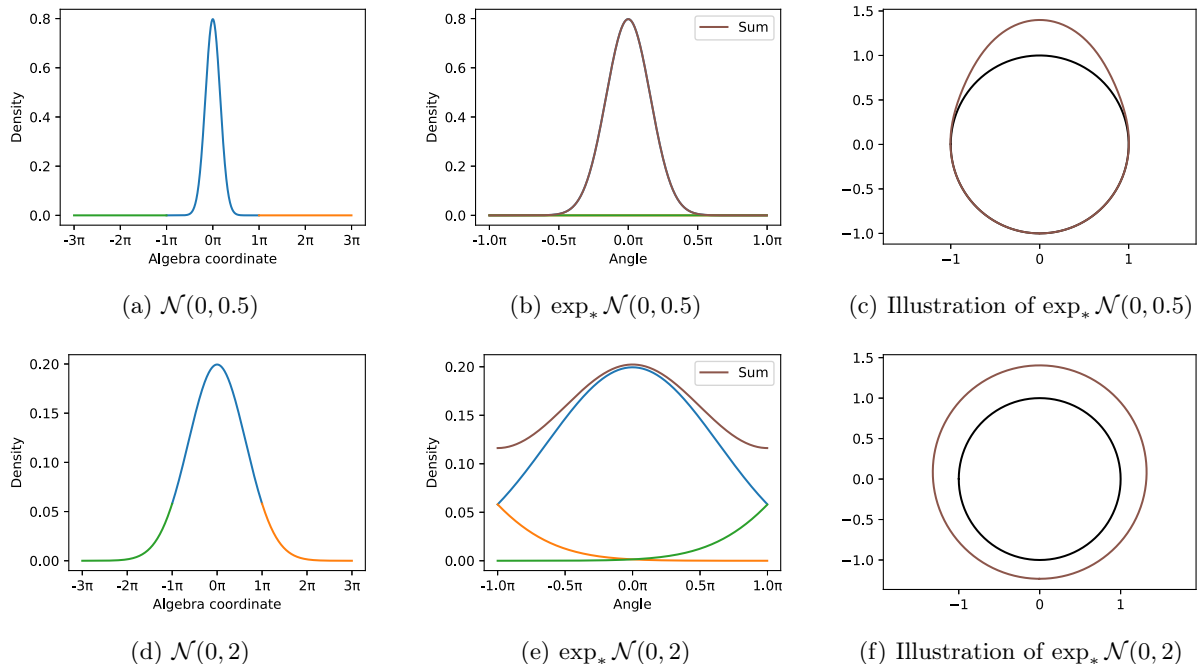 Density
0.8
0.6
0.4
0.2
0.0
-3π -2π -1π 0π 1π 2π 3π
Algebra coordinate
(a) 𝒩(0, 0.5)
Density
0.8
0.6
0.4
0.2
0.0
Sum
-1.0π -0.5π 0.0π 0.5π 1.0π
Angle
(b) exp∗ 𝒩(0, 0.5)
1.5
1.0
0.5
0.0
−0.5
−1.0
−1 0 1
(c) Illustration of exp∗ 𝒩(0, 0.5)
Density
0.20
0.15
0.10
0.05
0.00
-3π -2π -1π 0π 1π 2π 3π
Algebra coordinate
(d) 𝒩(0, 2)
Density
0.20
0.15
0.10
0.05
0.00
Sum
-1.0π -0.5π 0.0π 0.5π 1.0π
Angle
(e) exp∗ 𝒩(0, 2)
1.5
1.0
0.5
0.0
−0.5
−1.0
−1 0 1
(f) Illustration of exp∗ 𝒩(0, 2)